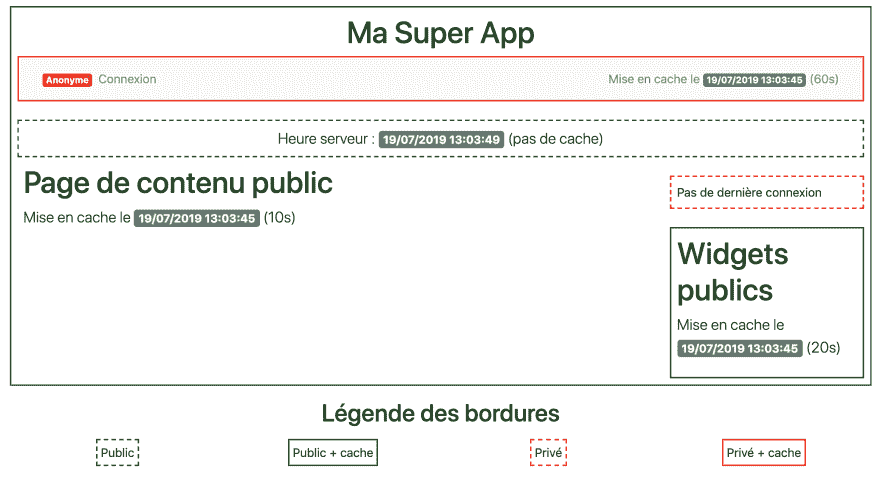 Ma Super App
Anonyme Connexion Mise en cache le 19/07/2019 13:03:45 (60s)
Heure serveur : 19/07/2019 13:03:49 (pas de cache)
Page de contenu public
Mise en cache le 19/07/2019 13:03:45 (10s)
Pas de dernière connexion
Widgets
publics
Mise en cache le
19/07/2019 13:03:45 (20s)
Légende des bordures
Public Public + cache Privé Privé + cache